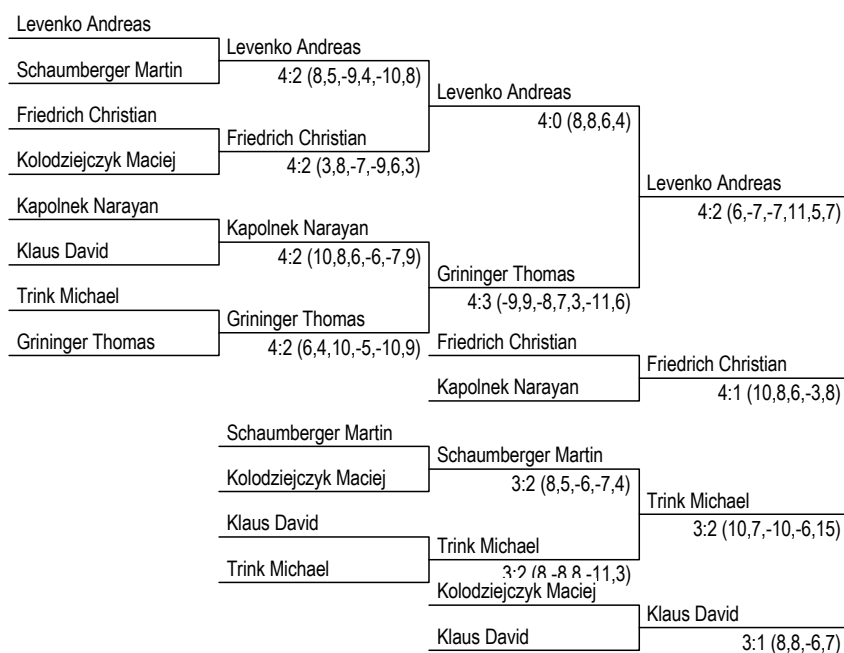 Levenko Andreas
Levenko Andreas
Schaumberger Martin
4:2 (8,5,-9,4,-10,8)
Levenko Andreas
Friedrich Christian
4:0 (8,8,6,4)
Friedrich Christian
Kolodziejczyk Maciej
4:2 (3,8,-7,-9,6,3)
Levenko Andreas
Kapolnek Narayan
4:2 (6,-7,-7,11,5,7)
Kapolnek Narayan
Klaus David
4:2 (10,8,6,-6,-7,9)
Grininger Thomas
Trink Michael
4:3 (-9,9,-8,7,3,-11,6)
Grininger Thomas
Grininger Thomas
4:2 (6,4,10,-5,-10,9)
Friedrich Christian
Friedrich Christian
Kapolnek Narayan
4:1 (10,8,6,-3,8)
Schaumberger Martin
Schaumberger Martin
Kolodziejczyk Maciej
3:2 (8,5,-6,-7,4)
Trink Michael
Klaus David
3:2 (10,7,-10,-6,15)
Trink Michael
Trink Michael
3:2 (8,-8,8,-11,3)
Kolodziejczyk Maciej
Klaus David
Klaus David
3:1 (8,8,-6,7)